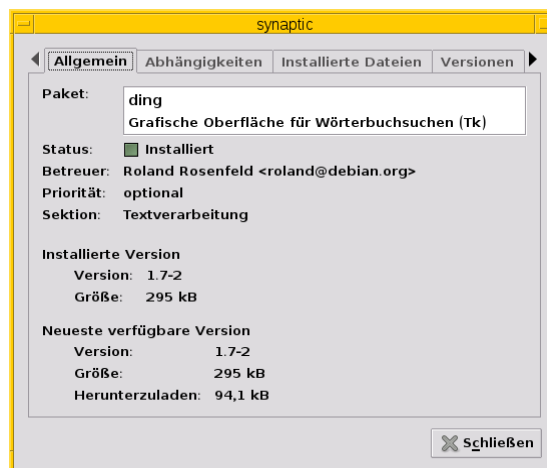 synaptic
Allgemein Abhängigkeiten Installierte Dateien Versionen
Paket: ding
Grafische Oberfläche für Wörterbuchsuchen (Tk)
Status: Installiert
Betreuer: Roland Rosenfeld <roland@debian.org>
Priorität: optional
Sektion: Textverarbeitung
Installierte Version
Version: 1.7-2
Größe: 295 kB
Neueste verfügbare Version
Version: 1.7-2
Größe: 295 kB
Herunterzuladen: 94,1 kB
Schließen